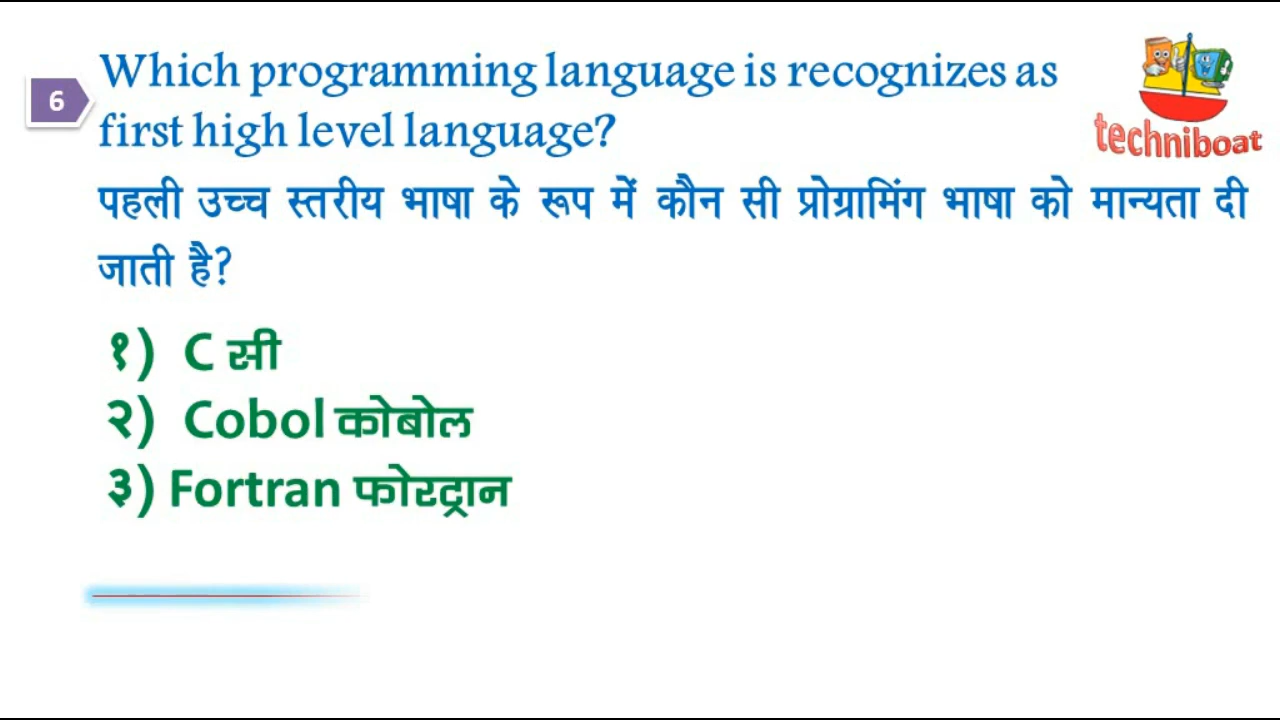 6
Which programming language is recognizes as
first high level language?
techniboat
पहली उच्च स्तरीय भाषा के रूप में कौन सी प्रोग्रामिंग भाषा को मान्यता दी
जाती है?
१) C सी
२) Cobol कोबोल
३) Fortran फोरट्रान